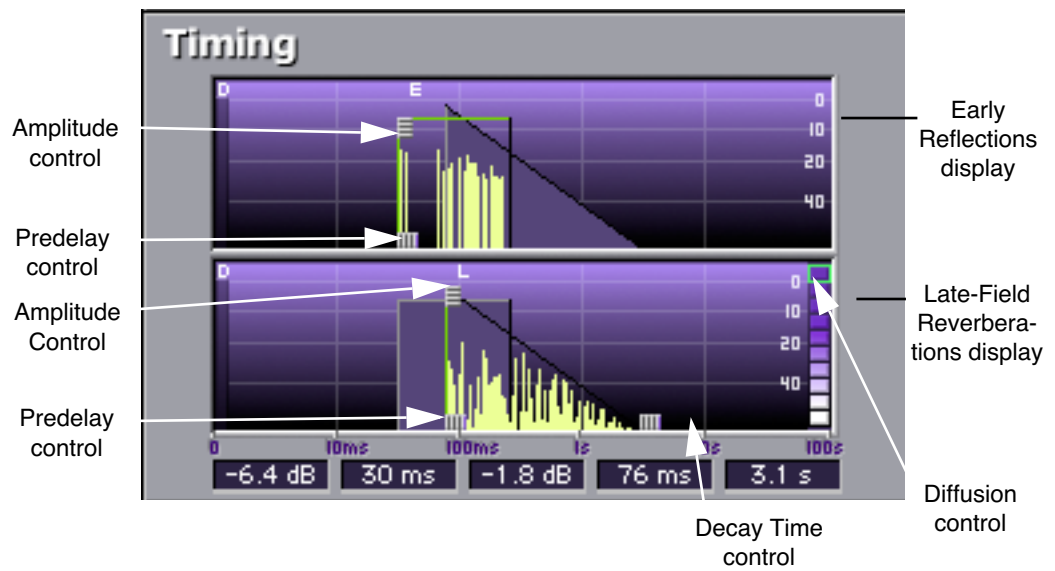 Timing
D E
0
10
20
40
Amplitude
control
Predelay
control
Early
Reflections
display
D L
0
10
20
40
Amplitude
Control
Predelay
control
Late-Field
Reverbera-
tions display
0 10ms 100ms 1s 100s
-6.4 dB 30 ms -1.8 dB 76 ms 3.1 s
Decay Time
control
Diffusion
control